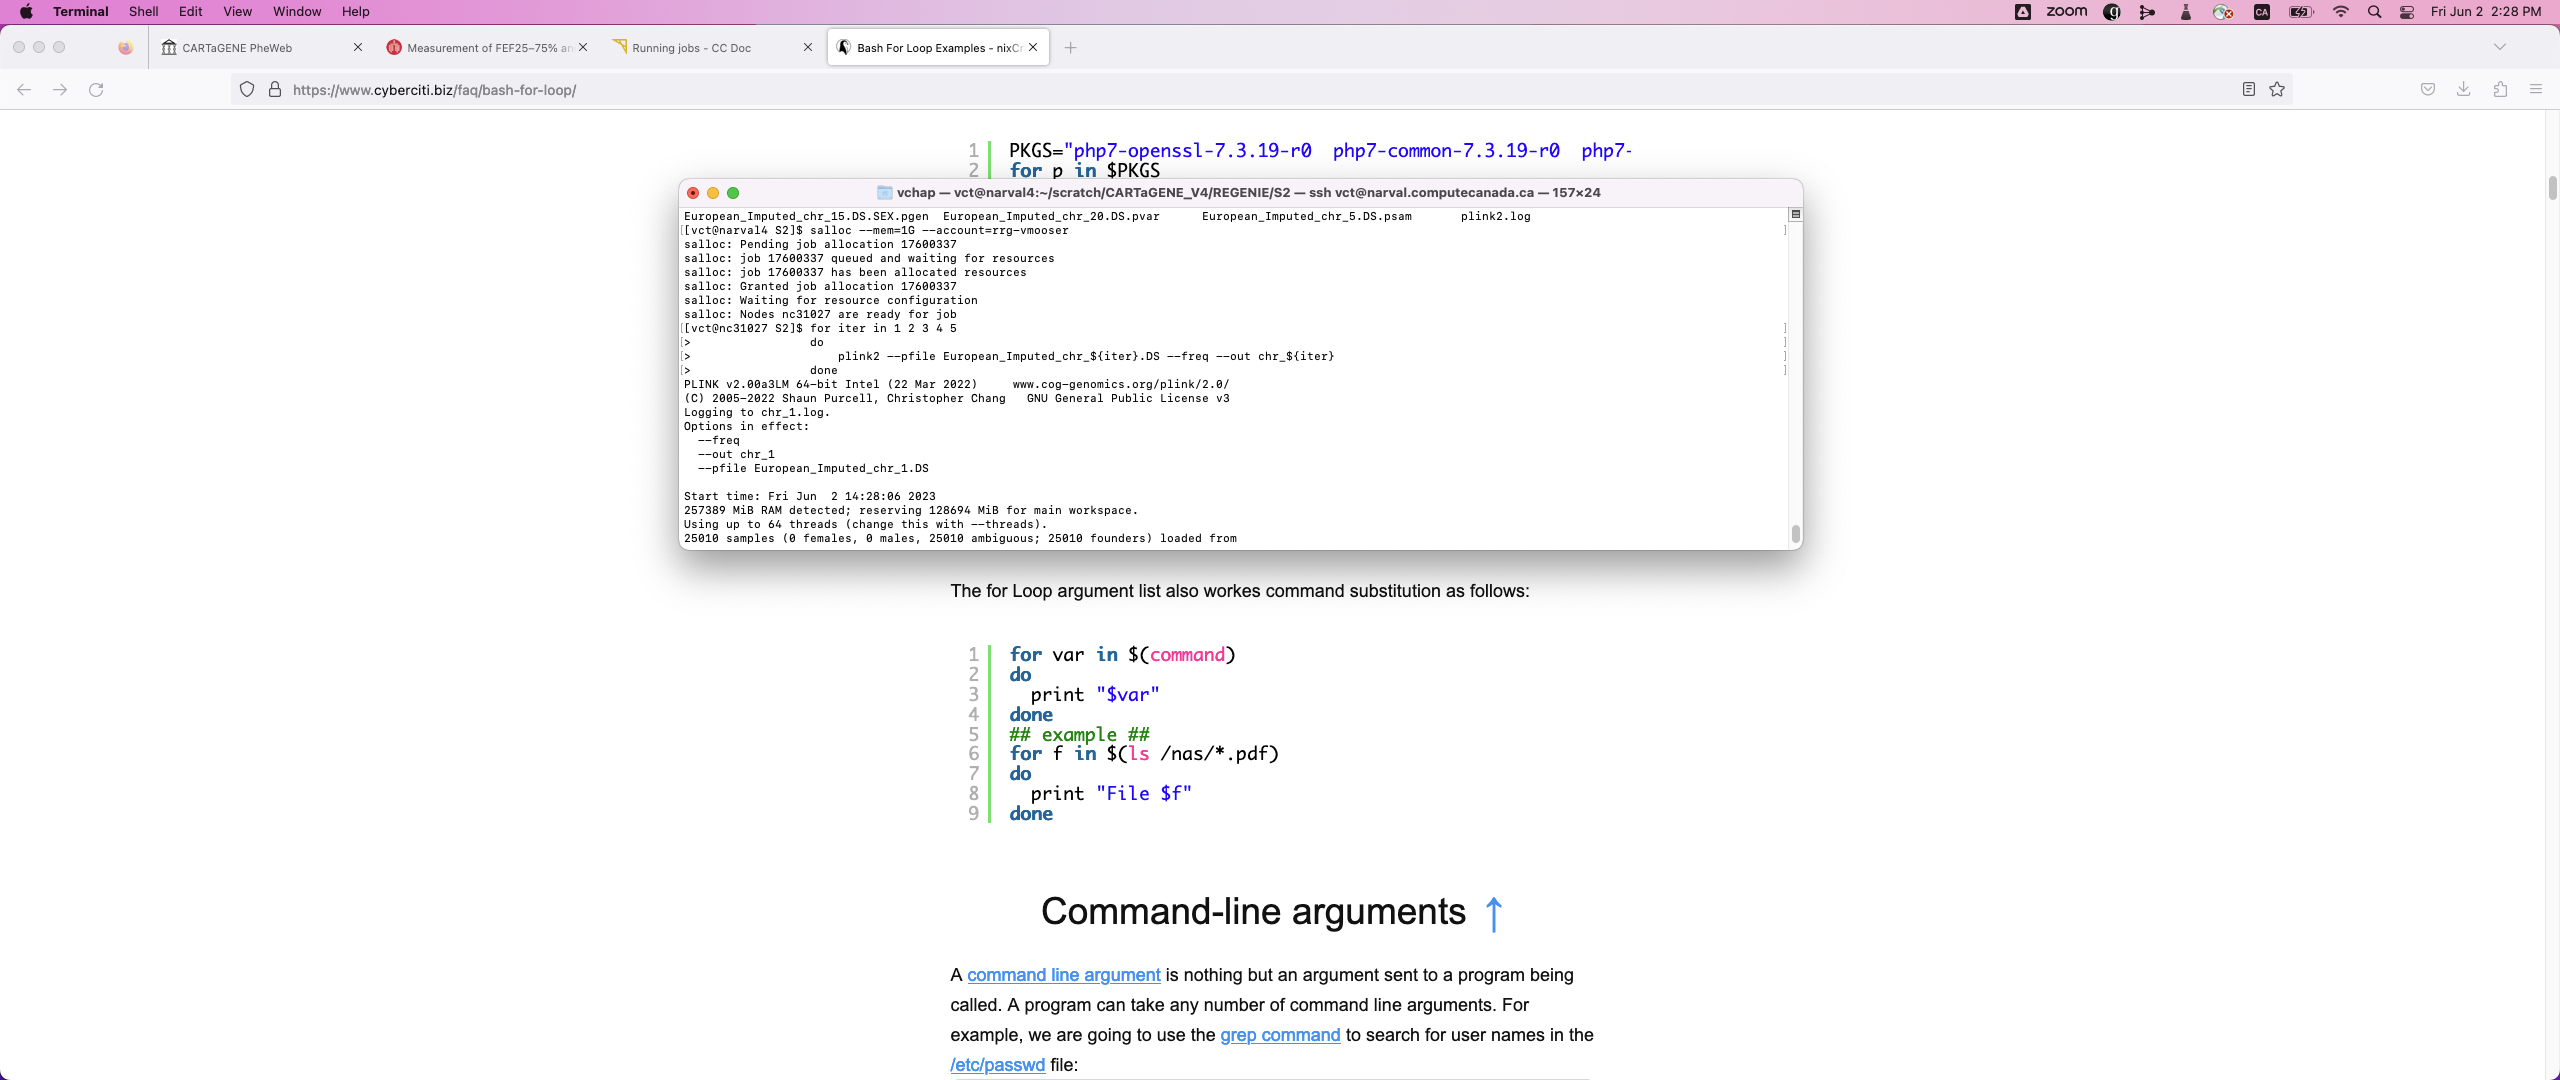 Terminal Shell Edit View Window Help zoom CA Fri Jun 2 2:28 PM
CARTaGENE PheWeb Measurement of FEF25–75% an Running jobs - CC Doc Bash For Loop Examples - nixCr
https://www.cyberciti.biz/faq/bash-for-loop/
1 PKGS="php7-openssl-7.3.19-r0 php7-common-7.3.19-r0 php7-
2 for p in $PKGS
vchap — vct@narval4:~/scratch/CARTaGENE_V4/REGENIE/S2 — ssh vct@narval.computecanada.ca — 157×24
European_Imputed_chr_15.DS.SEX.pgen European_Imputed_chr_20.DS.pvar European_Imputed_chr_5.DS.psam plink2.log
[[vct@narval4 S2]$ salloc --mem=1G --account=rrg-vmooser ]
salloc: Pending job allocation 17600337
salloc: job 17600337 queued and waiting for resources
salloc: job 17600337 has been allocated resources
salloc: Granted job allocation 17600337
salloc: Waiting for resource configuration
salloc: Nodes nc31027 are ready for job
[[vct@nc31027 S2]$ for iter in 1 2 3 4 5 ]
[> do ]
[> plink2 --pfile European_Imputed_chr_${iter}.DS --freq --out chr_${iter} ]
[> done ]
PLINK v2.00a3LM 64-bit Intel (22 Mar 2022) www.cog-genomics.org/plink/2.0/
(C) 2005-2022 Shaun Purcell, Christopher Chang GNU General Public License v3
Logging to chr_1.log.
Options in effect:
--freq
--out chr_1
--pfile European_Imputed_chr_1.DS
Start time: Fri Jun 2 14:28:06 2023
257389 MiB RAM detected; reserving 128694 MiB for main workspace.
Using up to 64 threads (change this with --threads).
25010 samples (0 females, 0 males, 25010 ambiguous; 25010 founders) loaded from
The for Loop argument list also workes command substitution as follows:
1 for var in $(command)
2 do
3 print "$var"
4 done
5 ## example ##
6 for f in $(ls /nas/*.pdf)
7 do
8 print "File $f"
9 done
Command-line arguments ↑
A command line argument is nothing but an argument sent to a program being
called. A program can take any number of command line arguments. For
example, we are going to use the grep command to search for user names in the
/etc/passwd file: